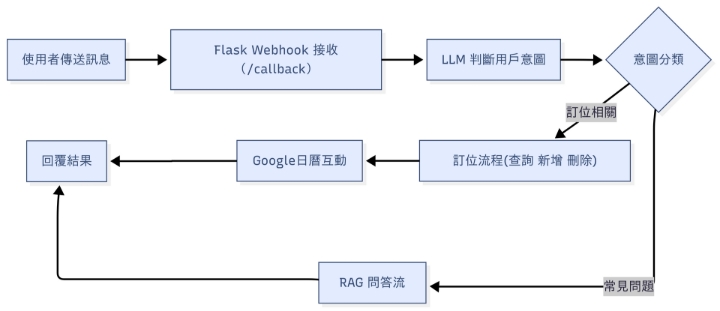 使用者傳送訊息
Flask Webhook 接收
（/callback）
LLM 判斷用戶意圖
意圖分類
訂位相關
回覆結果
Google日曆互動
訂位流程(查詢 新增 刪除)
RAG 問答流
常見問題